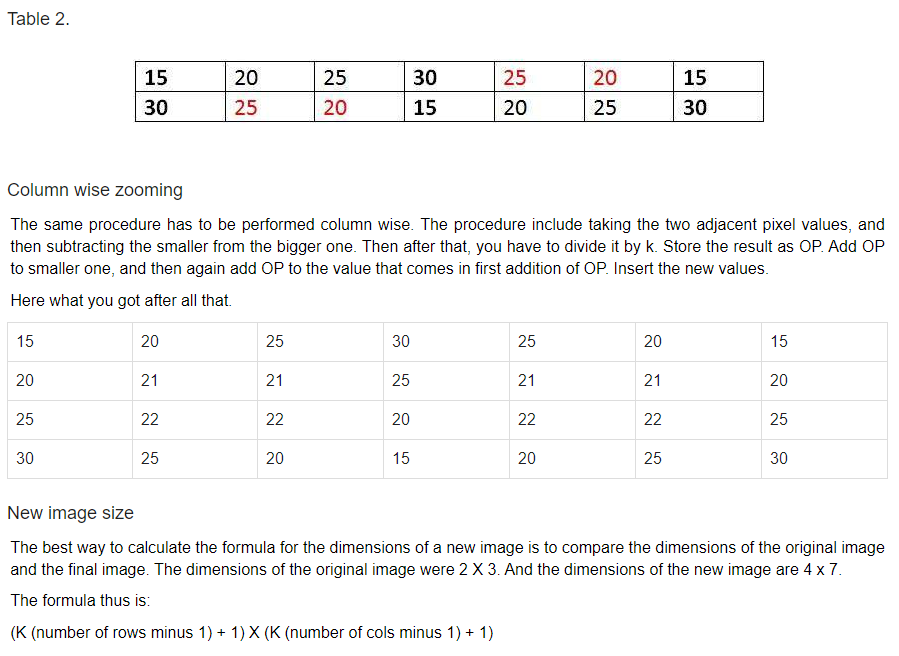 Table 2.
15 20 25 30 25 20 15
30 25 20 15 20 25 30
Column wise zooming
The same procedure has to be performed column wise. The procedure include taking the two adjacent pixel values, and
then subtracting the smaller from the bigger one. Then after that, you have to divide it by k. Store the result as OP. Add OP
to smaller one, and then again add OP to the value that comes in first addition of OP. Insert the new values.
Here what you got after all that.
15 20 25 30 25 20 15
20 21 21 25 21 21 20
25 22 22 20 22 22 25
30 25 20 15 20 25 30
New image size
The best way to calculate the formula for the dimensions of a new image is to compare the dimensions of the original image
and the final image. The dimensions of the original image were 2 X 3. And the dimensions of the new image are 4 x 7.
The formula thus is:
(K (number of rows minus 1) + 1) X (K (number of cols minus 1) + 1)